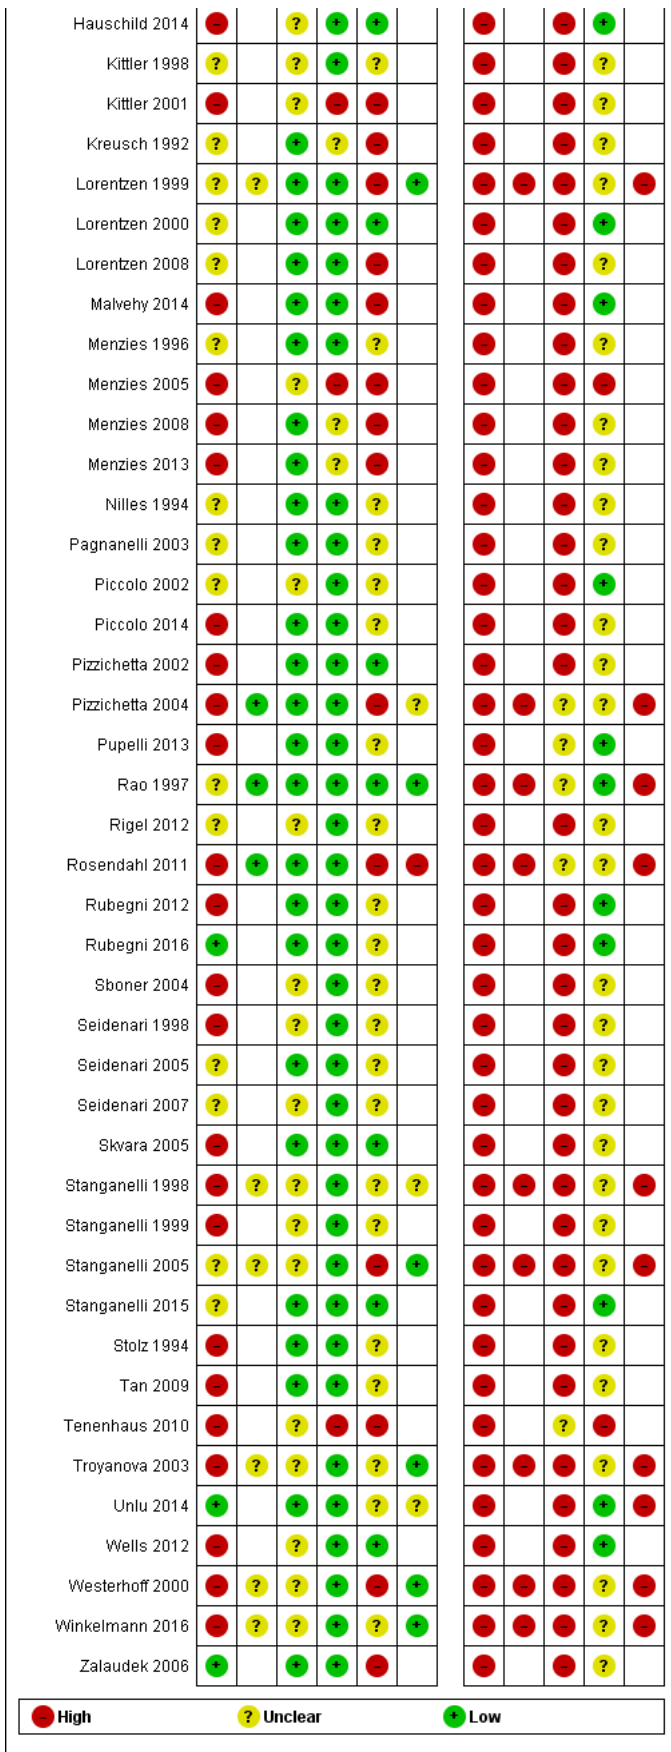 Hauschild 2014 - ? + + - - +
Kittler 1998 ? ? + ? - - ?
Kittler 2001 - ? - - - - ?
Kreusch 1992 ? + ? - - - ?
Lorentzen 1999 ? ? + + - + - - - ? -
Lorentzen 2000 ? + + + - - +
Lorentzen 2008 ? + + - - - ?
Malvehy 2014 - + + - - - +
Menzies 1996 ? + + ? - - ?
Menzies 2005 - ? - - - - -
Menzies 2008 - + ? - - - ?
Menzies 2013 - + ? - - - ?
Nilles 1994 ? + + ? - - ?
Pagnanelli 2003 ? + + ? - - ?
Piccolo 2002 ? ? + ? - - +
Piccolo 2014 - + + ? - - ?
Pizzichetta 2002 - + + + - - ?
Pizzichetta 2004 - + + + - ? - - ? ? -
Pupelli 2013 - + + ? - ? +
Rao 1997 ? + + + + + - - ? + -
Rigel 2012 ? ? + ? - - ?
Rosendahl 2011 - + + + - - - - ? ? -
Rubegni 2012 - + + ? - - +
Rubegni 2016 + + + ? - - +
Sboner 2004 - ? + ? - - ?
Seidenari 1998 - ? + ? - - ?
Seidenari 2005 ? + + ? - - ?
Seidenari 2007 ? ? + ? - - ?
Skvara 2005 - + + + - - ?
Stanganelli 1998 - ? ? + ? ? - - - ? -
Stanganelli 1999 - ? + ? - - ?
Stanganelli 2005 ? ? ? + - + - - - ? -
Stanganelli 2015 ? + + + - - +
Stolz 1994 - + + ? - - ?
Tan 2009 - + + ? - - ?
Tenenhaus 2010 - ? - - - ? -
Troyanova 2003 - ? ? + ? + - - - ? -
Unlu 2014 + + + ? ? - - + -
Wells 2012 - ? + + - - +
Westerhoff 2000 - ? ? + - + - - - ? -
Winkelmann 2016 - ? ? + ? + - - - ? -
Zalaudek 2006 + + + - - - ?
- High ? Unclear + Low